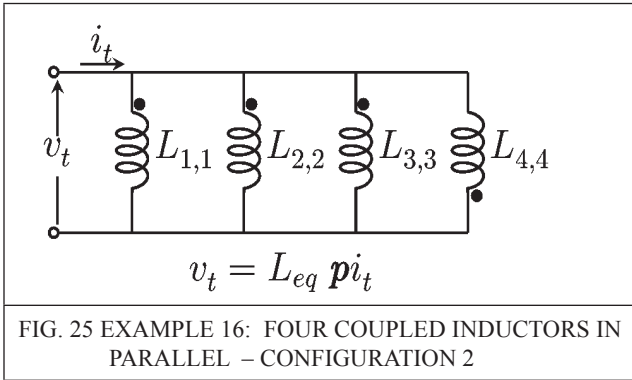 i_t
v_t
L_{1,1} L_{2,2} L_{3,3} L_{4,4}
v_t = L_{eq} pi_t
FIG. 25 EXAMPLE 16: FOUR COUPLED INDUCTORS IN
PARALLEL – CONFIGURATION 2